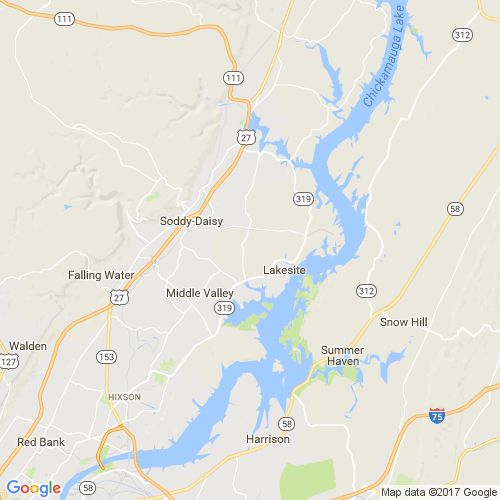 111
312
Chickamauga Lake
111
27
319
58
Soddy-Daisy
Lakesite
Falling Water
27
Middle Valley
312
319
Snow Hill
Walden
127
153
Summer
Haven
HIXSON
75
58
Red Bank
Harrison
58
Google
Map data ©2017 Google